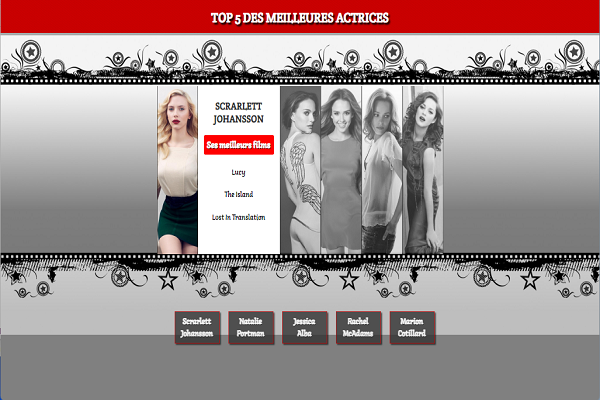 TOP 5 DES MEILLEURES ACTRICES
SCRARLETT
JOHANSSON
Ses meilleurs films
Lucy
The Island
Lost In Translation
Scrarlett
Johansson
Natalie
Portman
Jessica
Alba
Rachel
McAdams
Marion
Cotillard